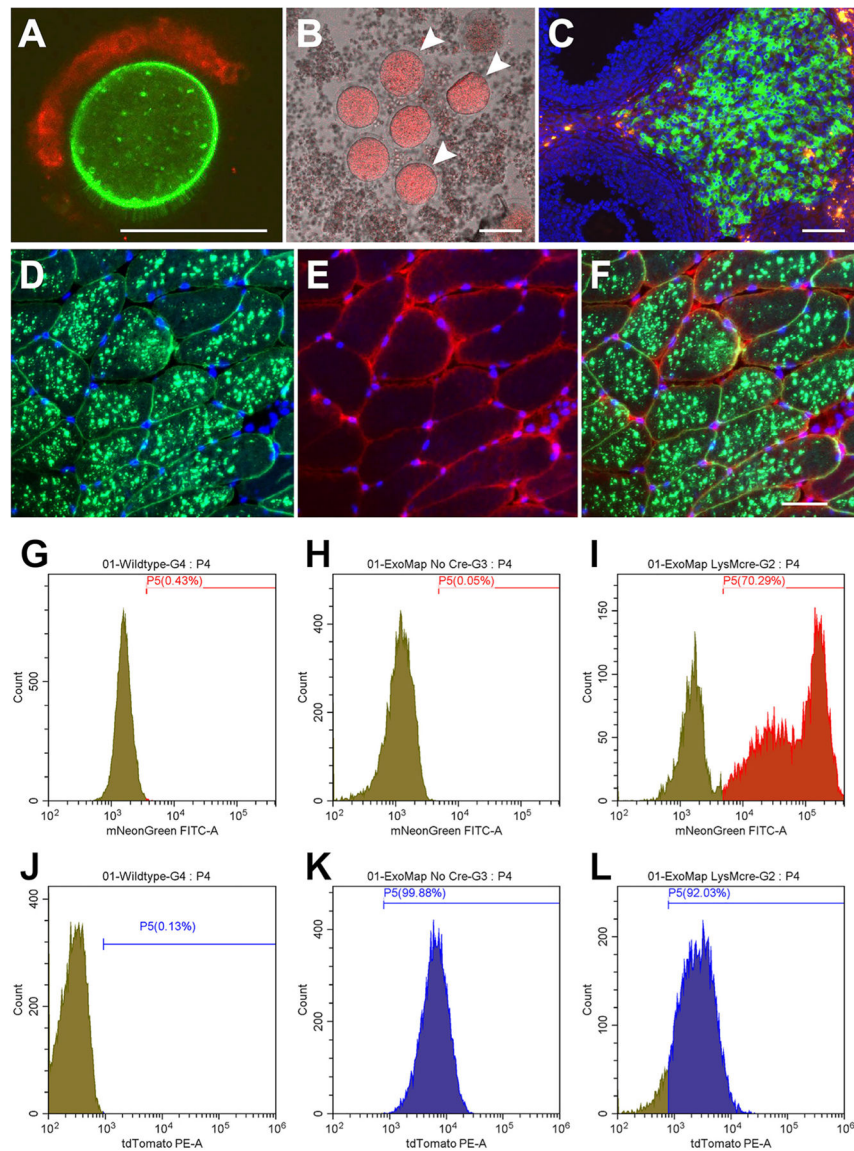 A
B
C
D
E
F
G
H
I
01-Wildtype-G4 : P4
01-ExoMap No Cre-G3 : P4
01-ExoMap LysMcre-G2 : P4
P5(0.43%)
P5(0.05%)
P5(70.29%)
Count
500
0
10² 10³ 10⁴ 10⁵
mNeonGreen FITC-A
Count
400
200
0
10² 10³ 10⁴ 10⁵
mNeonGreen FITC-A
Count
150
100
50
0
10² 10³ 10⁴ 10⁵
mNeonGreen FITC-A
J
K
L
01-Wildtype-G4 : P4
01-ExoMap No Cre-G3 : P4
01-ExoMap LysMcre-G2 : P4
P5(0.13%)
P5(99.88%)
P5(92.03%)
Count
400
200
0
10² 10³ 10⁴ 10⁵ 10⁶
tdTomato PE-A
Count
400
200
0
10² 10³ 10⁴ 10⁵ 10⁶
tdTomato PE-A
Count
200
100
0
10² 10³ 10⁴ 10⁵ 10⁶
tdTomato PE-A